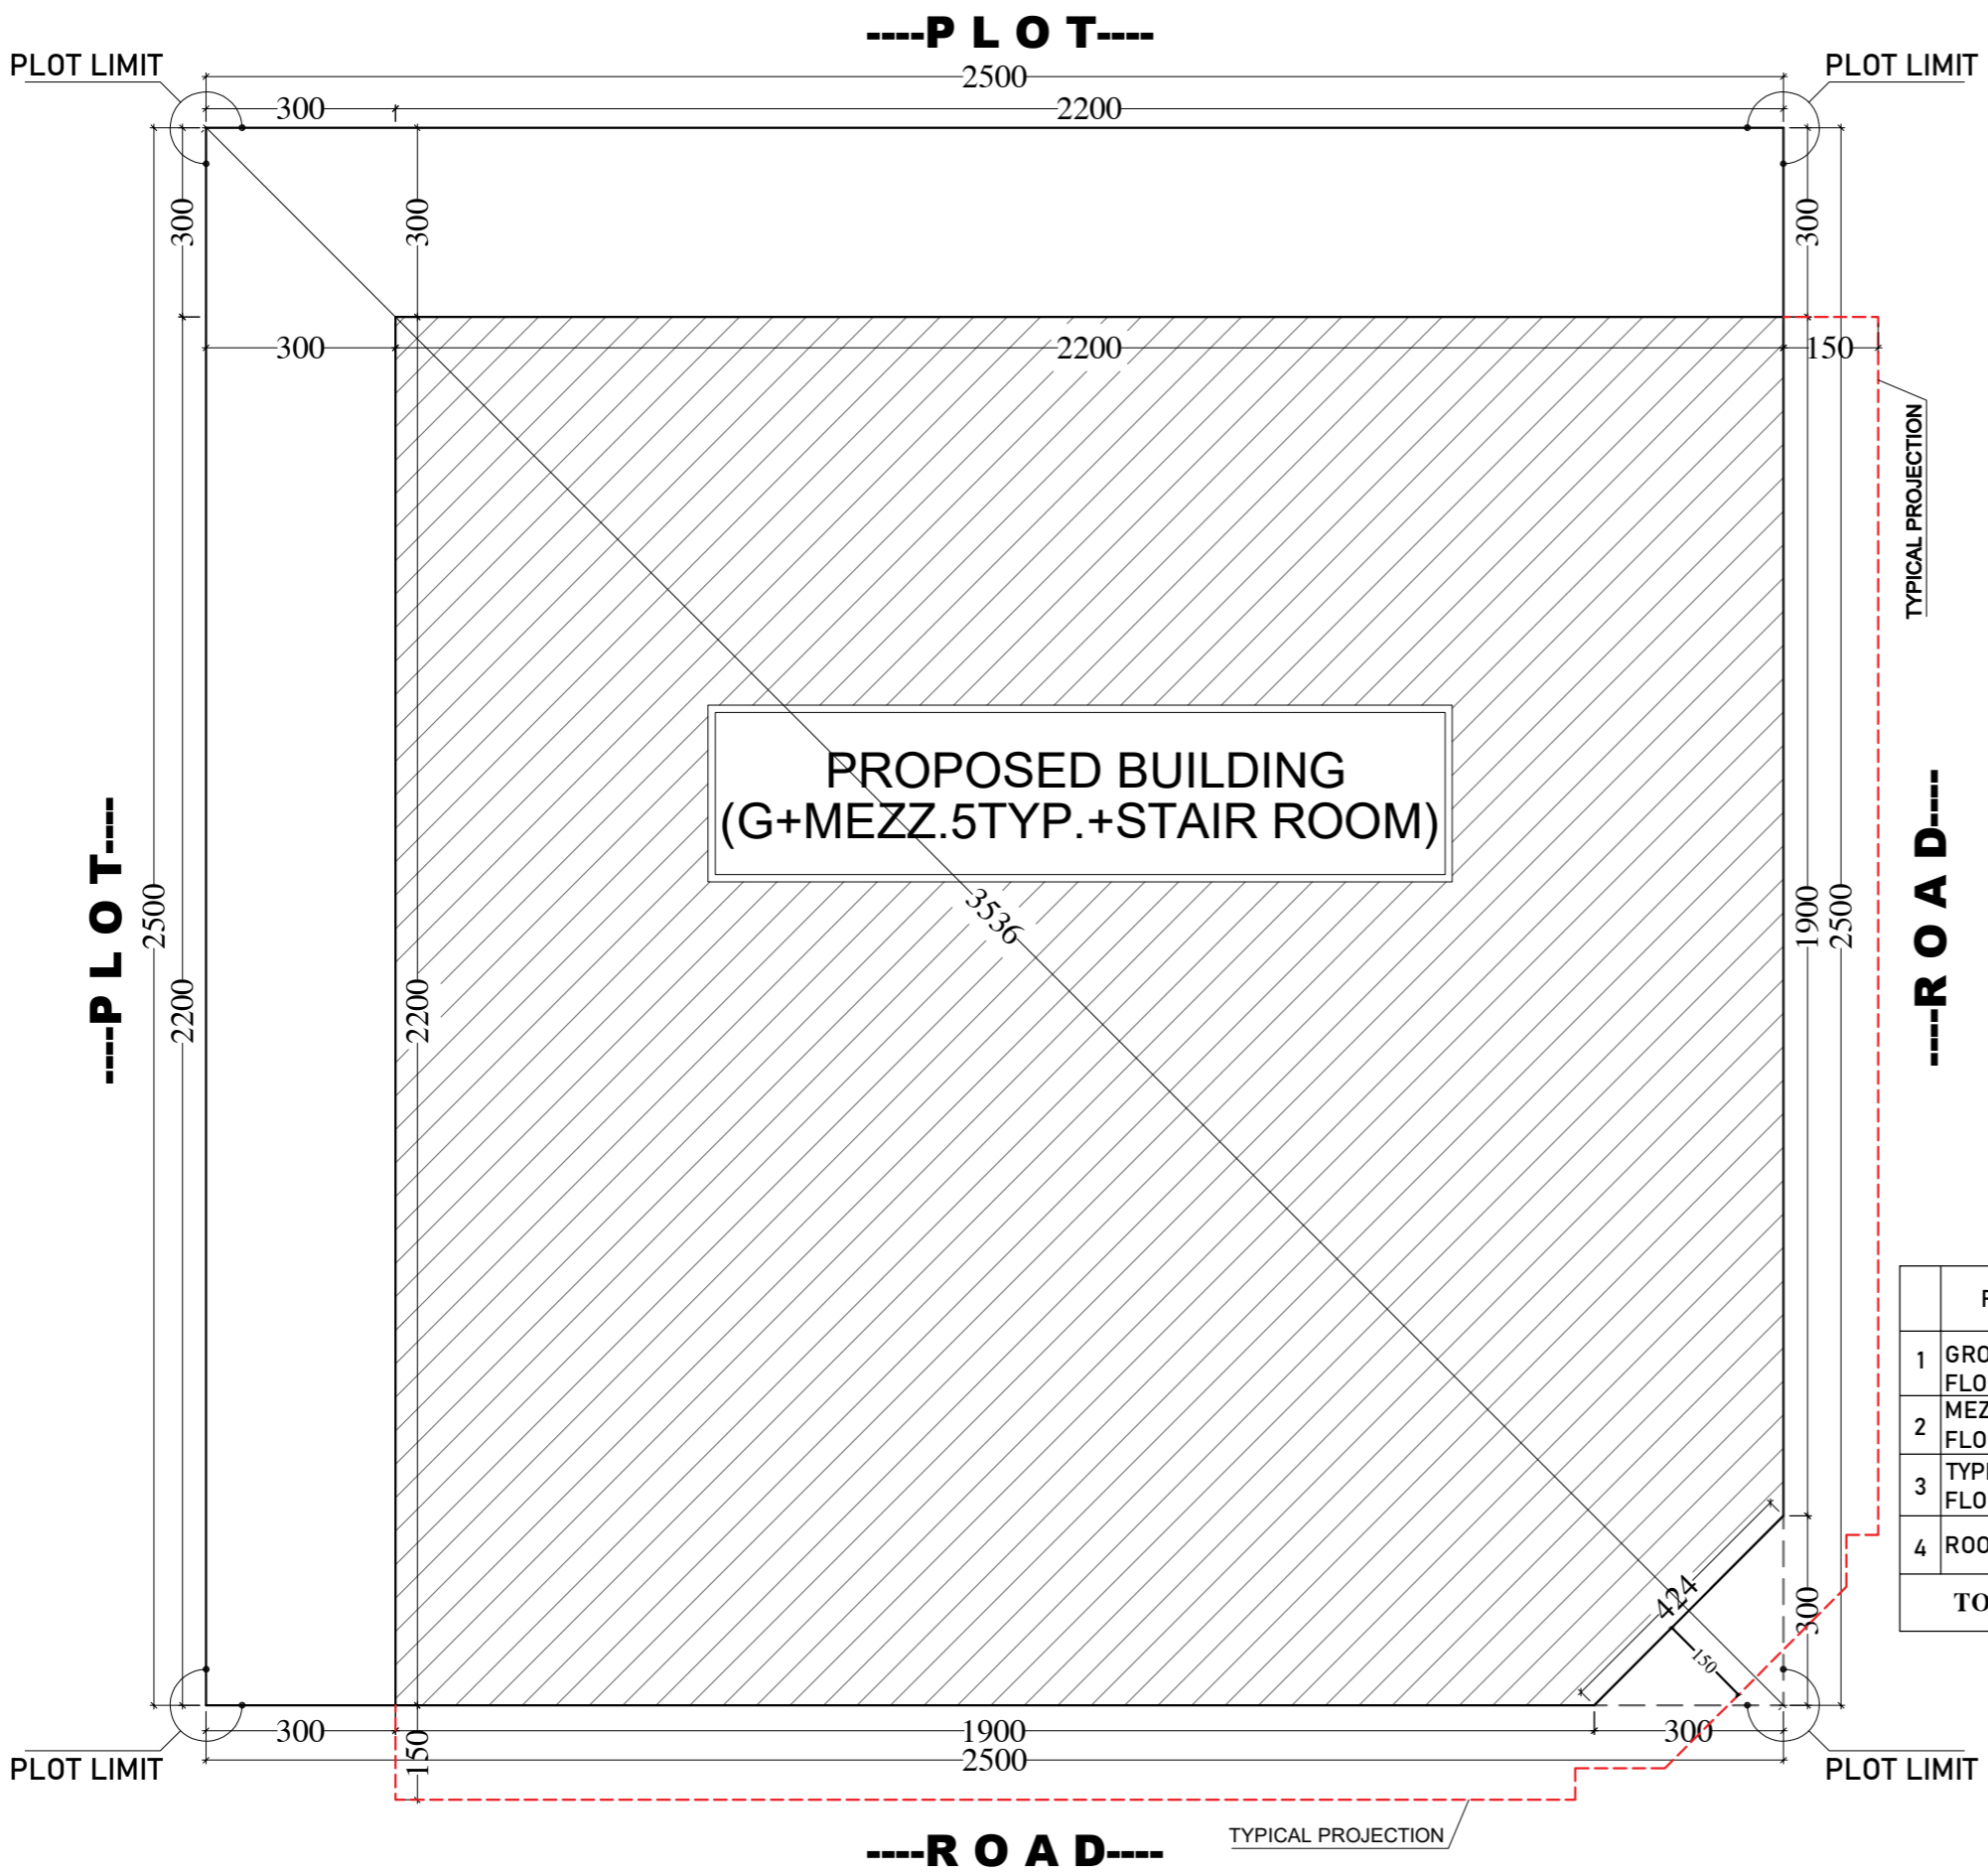 ----P L O T----
PLOT LIMIT
PLOT LIMIT
2500
300
2200
300
300
300
300
2200
150
TYPICAL PROJECTION
PROPOSED BUILDING
(G+MEZZ.5TYP.+STAIR ROOM)
----P L O T----
2500
2200
2200
3536
1900
2500
----R O A D----
1
2
3
4
424
150
300
300
1900
300
2500
150
PLOT LIMIT
PLOT LIMIT
TYPICAL PROJECTION
----R O A D----